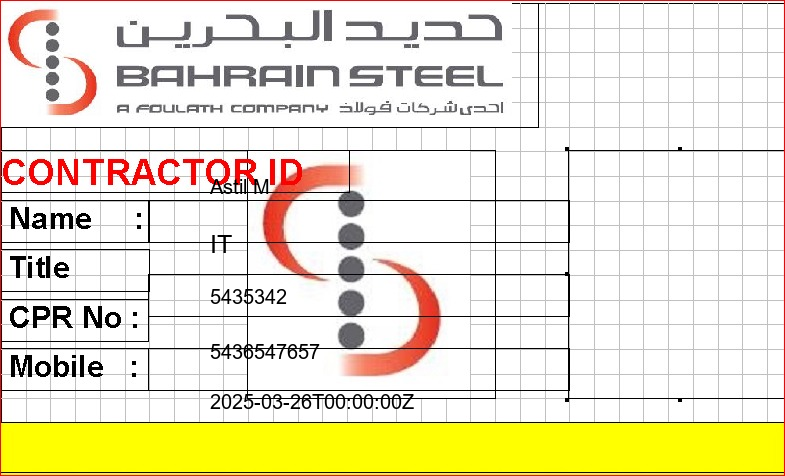 حديد البحرين
BAHRAIN STEEL
A FOULATH COMPANY احدى شركات فولاذ
CONTRACTOR ID
Astil M
Name :
IT
Title
5435342
CPR No :
5436547657
Mobile :
2025-03-26T00:00:00Z